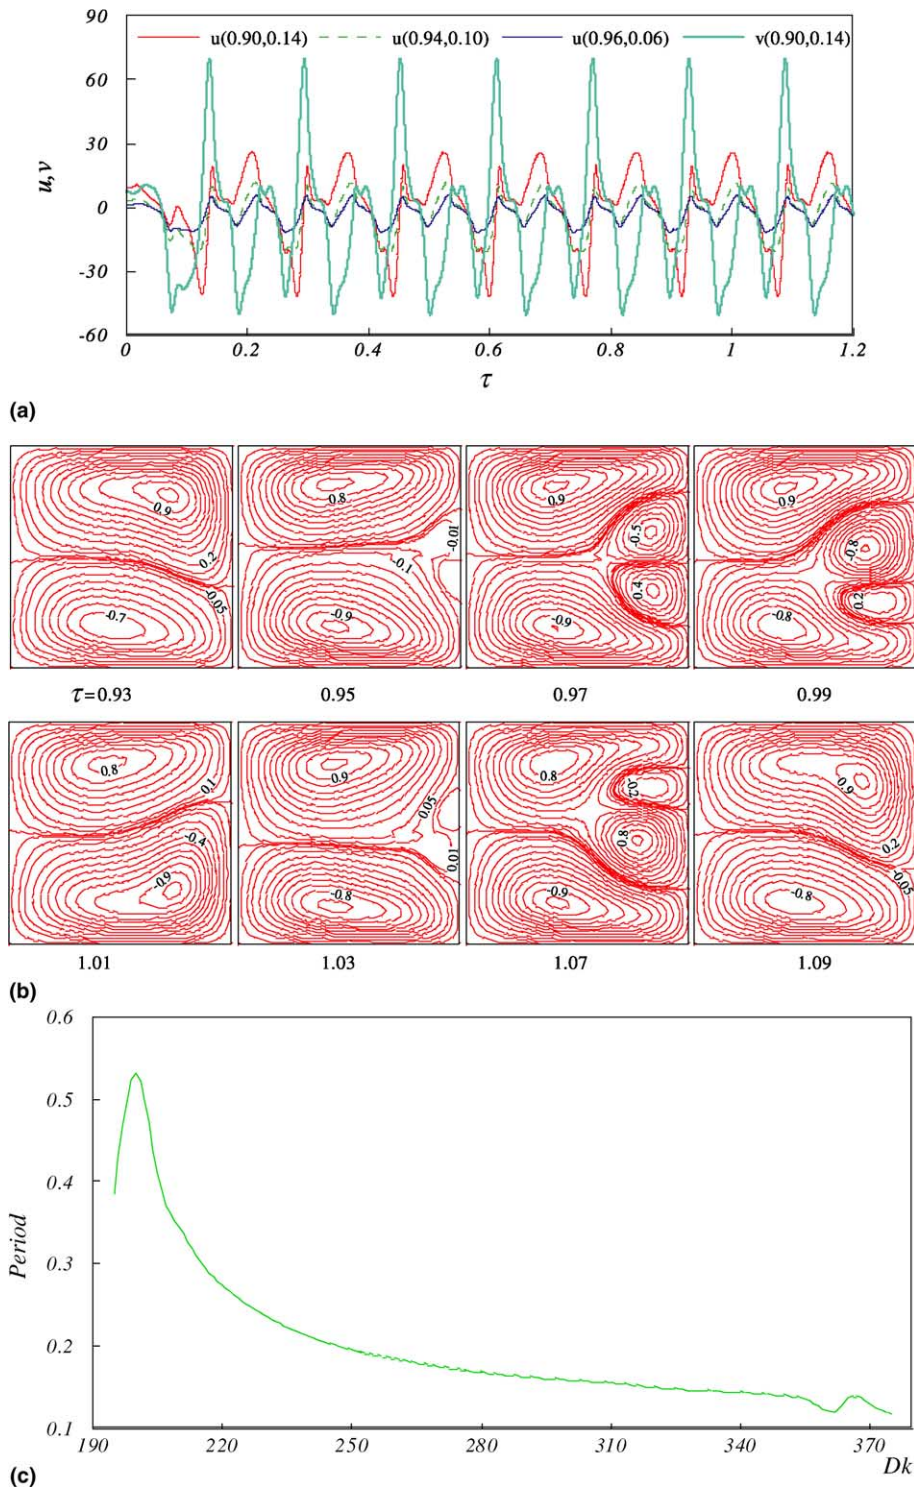 90
u(0.90,0.14) u(0.94,0.10) u(0.96,0.06) v(0.90,0.14)
60
30
u,v
0
-30
-60
0 0.2 0.4 0.6 0.8 1 1.2
τ
(a)
0.9 0.2 -0.05 -0.7
0.8 -0.01 -0.1 -0.9
0.9 -0.5 0.4 -0.9
0.9 -0.8 0.2 -0.8
τ=0.93 0.95 0.97 0.99
0.8 0.1 -0.4 -0.9
0.9 -0.05 0.01 -0.8
0.8 -0.2 0.8 -0.9
0.9 0.2 -0.05 -0.8
1.01 1.03 1.07 1.09
(b)
0.6
0.5
0.4
Period
0.3
0.2
0.1
190 220 250 280 310 340 370
Dk
(c)